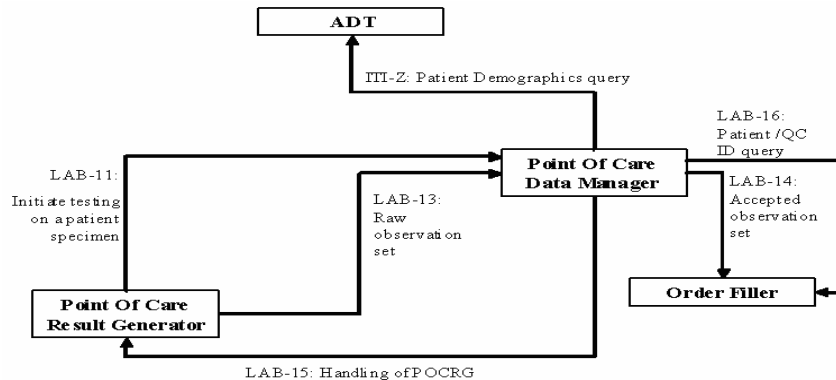 ADT
ITI-Z: Patient Demographics query
LAB-16:
Patient /QC
ID query
Point Of Care
Data Manager
LAB-11:
Initiate testing
on a patient
specimen
LAB-13:
Raw
observation
set
LAB-14:
Accepted
observation
set
Point Of Care
Result Generator
Order Filler
LAB-15: Handling of POCRG